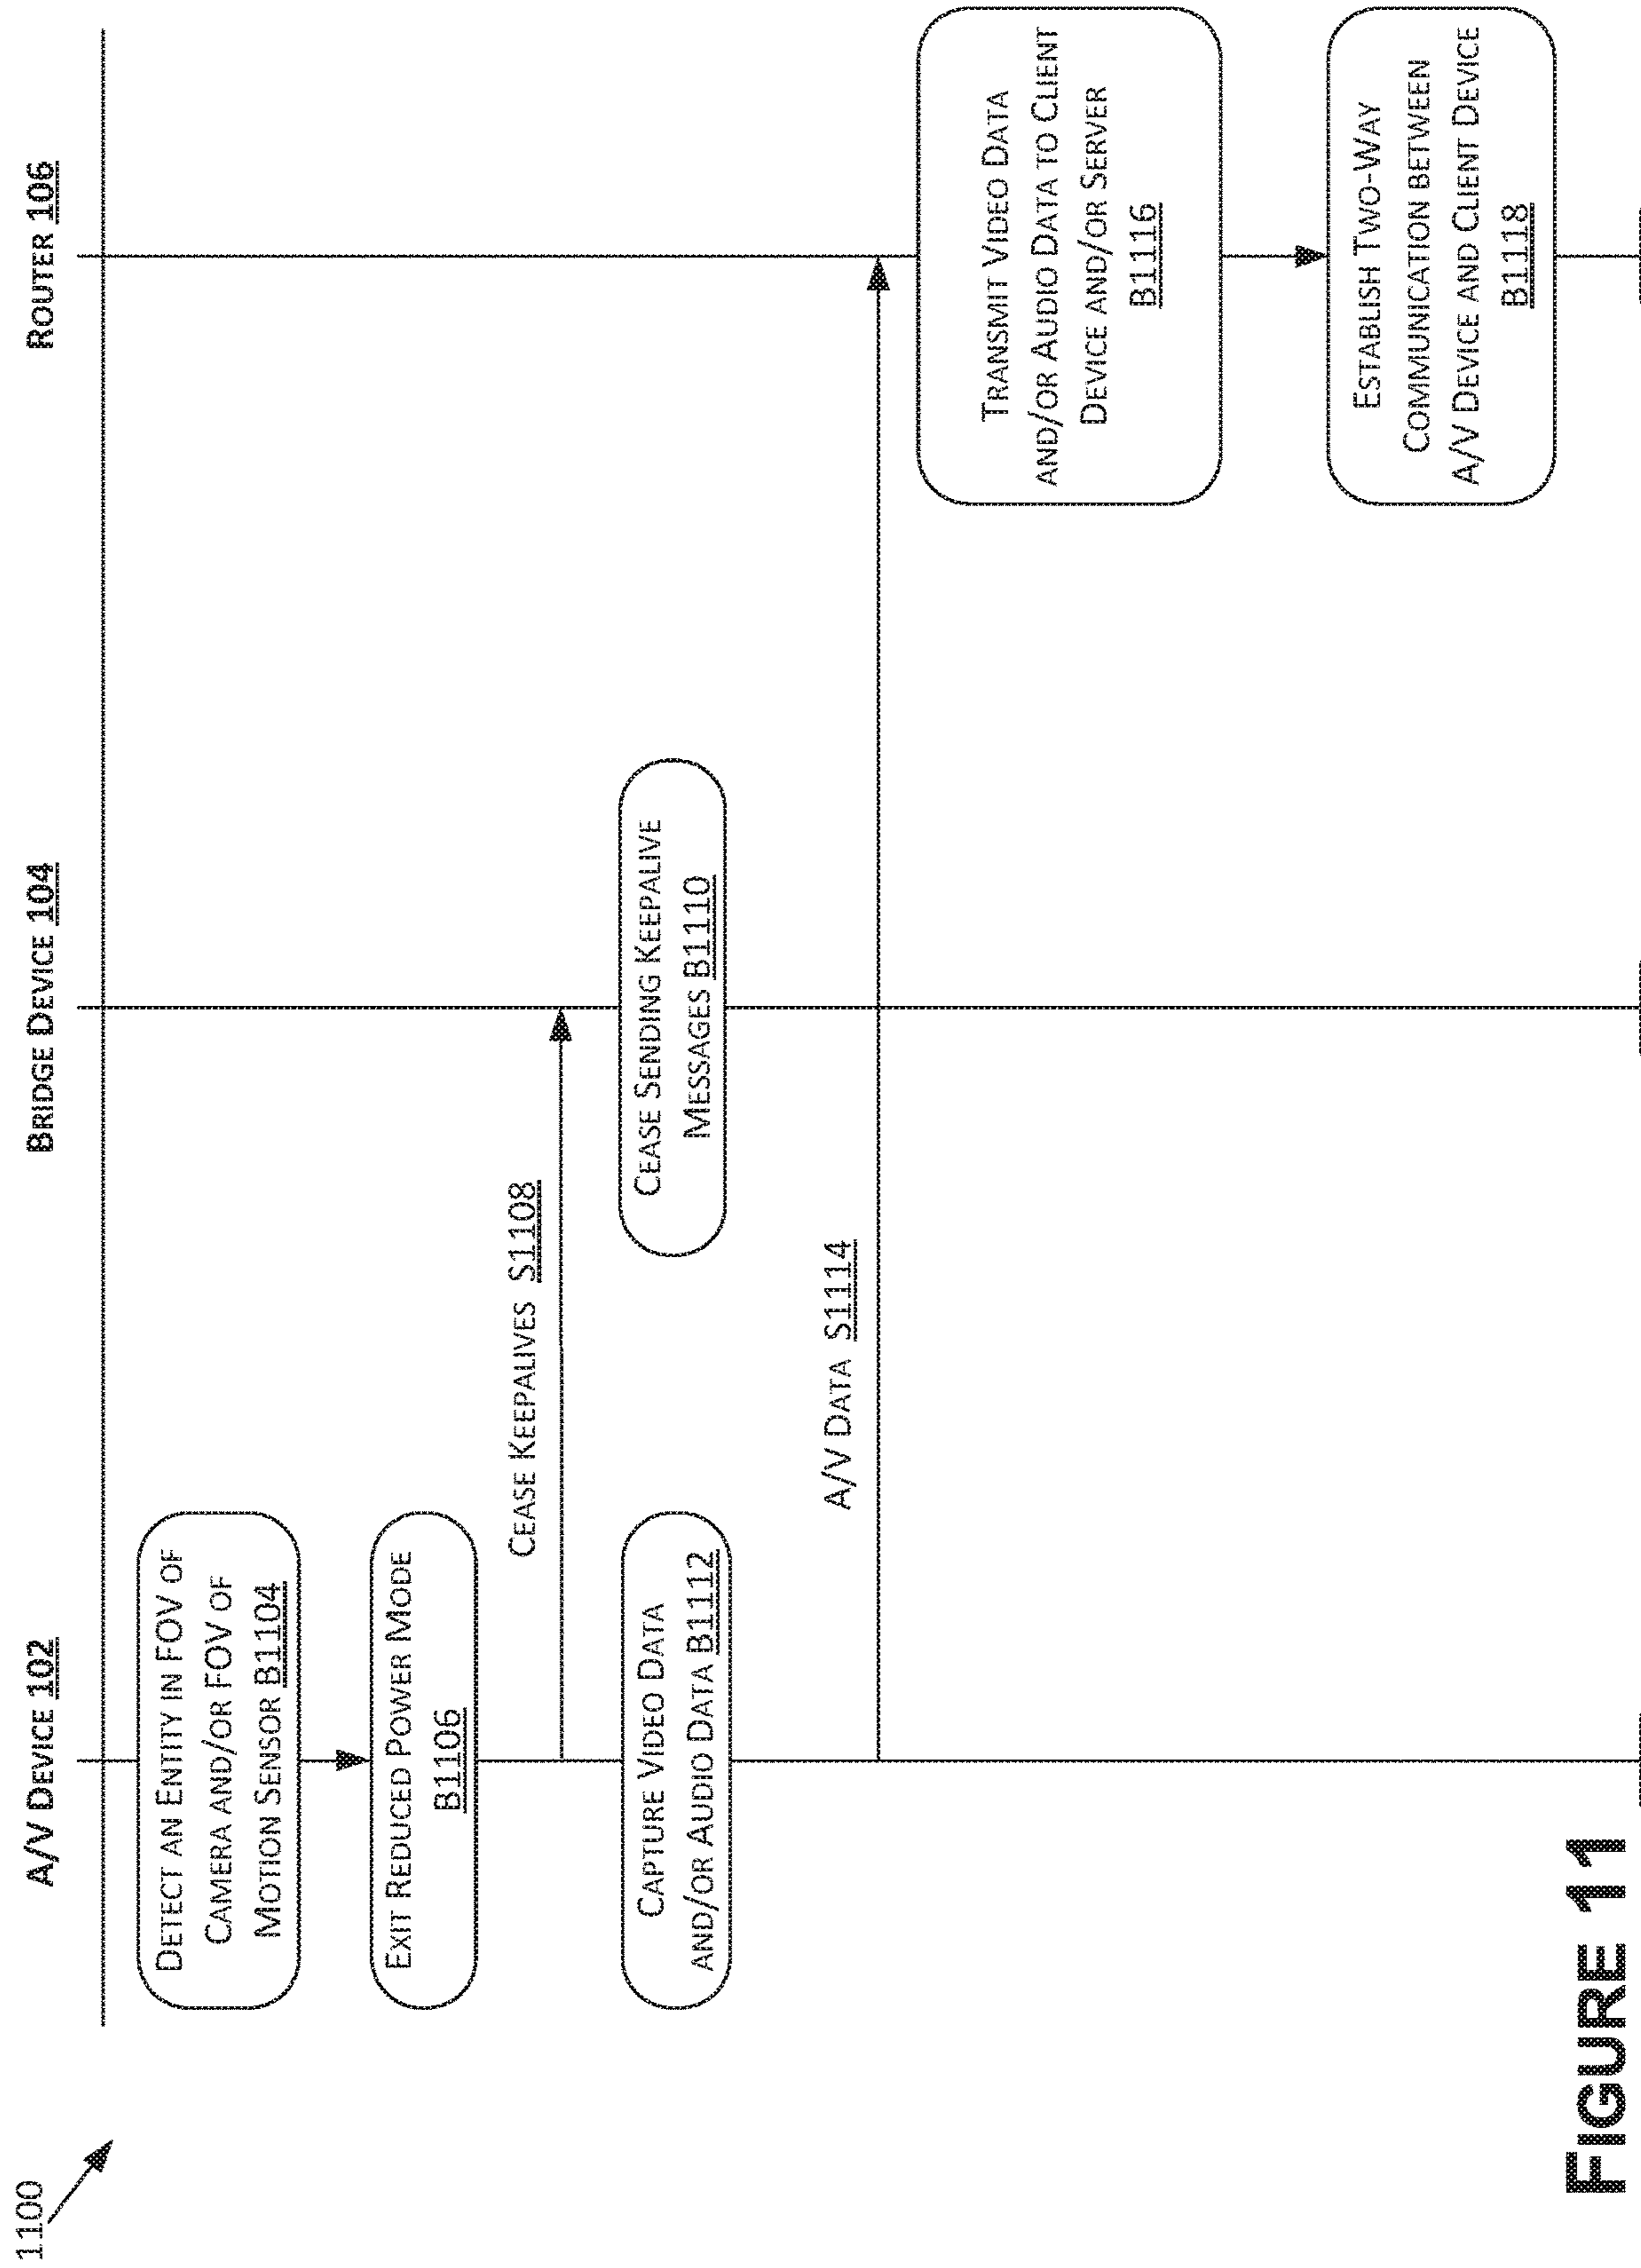 1100
A/V DEVICE 102
BRIDGE DEVICE 104
ROUTER 106
DETECT AN ENTITY IN FOV OF
CAMERA AND/OR FOV OF
MOTION SENSOR B1104
EXIT REDUCED POWER MODE
B1106
CEASE KEEPALIVES S1108
CEASE SENDING KEEPALIVE
MESSAGES B1110
CAPTURE VIDEO DATA
AND/OR AUDIO DATA B1112
A/V DATA S1114
TRANSMIT VIDEO DATA
AND/OR AUDIO DATA TO CLIENT
DEVICE AND/OR SERVER
B1116
ESTABLISH TWO-WAY
COMMUNICATION BETWEEN
A/V DEVICE AND CLIENT DEVICE
B1118
FIGURE 11